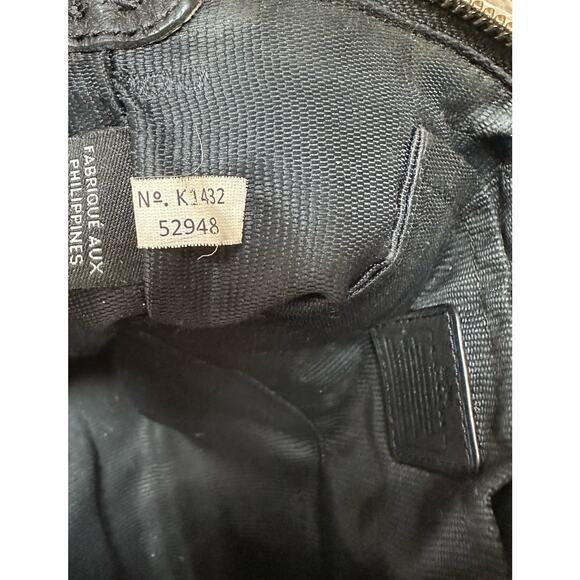 FABRIQUÉ AUX
PHILIPPINES
Nº. K1432
52948